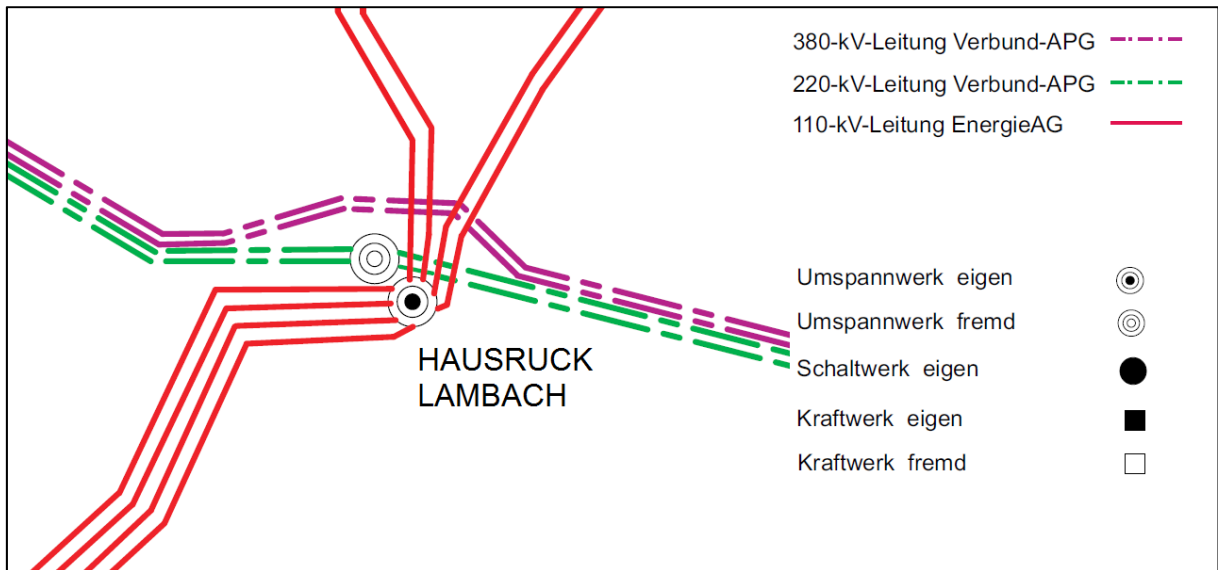 380-kV-Leitung Verbund-APG
220-kV-Leitung Verbund-APG
110-kV-Leitung EnergieAG
Umspannwerk eigen
Umspannwerk fremd
Schaltwerk eigen
Kraftwerk eigen
Kraftwerk fremd
HAUSRUCK
LAMBACH